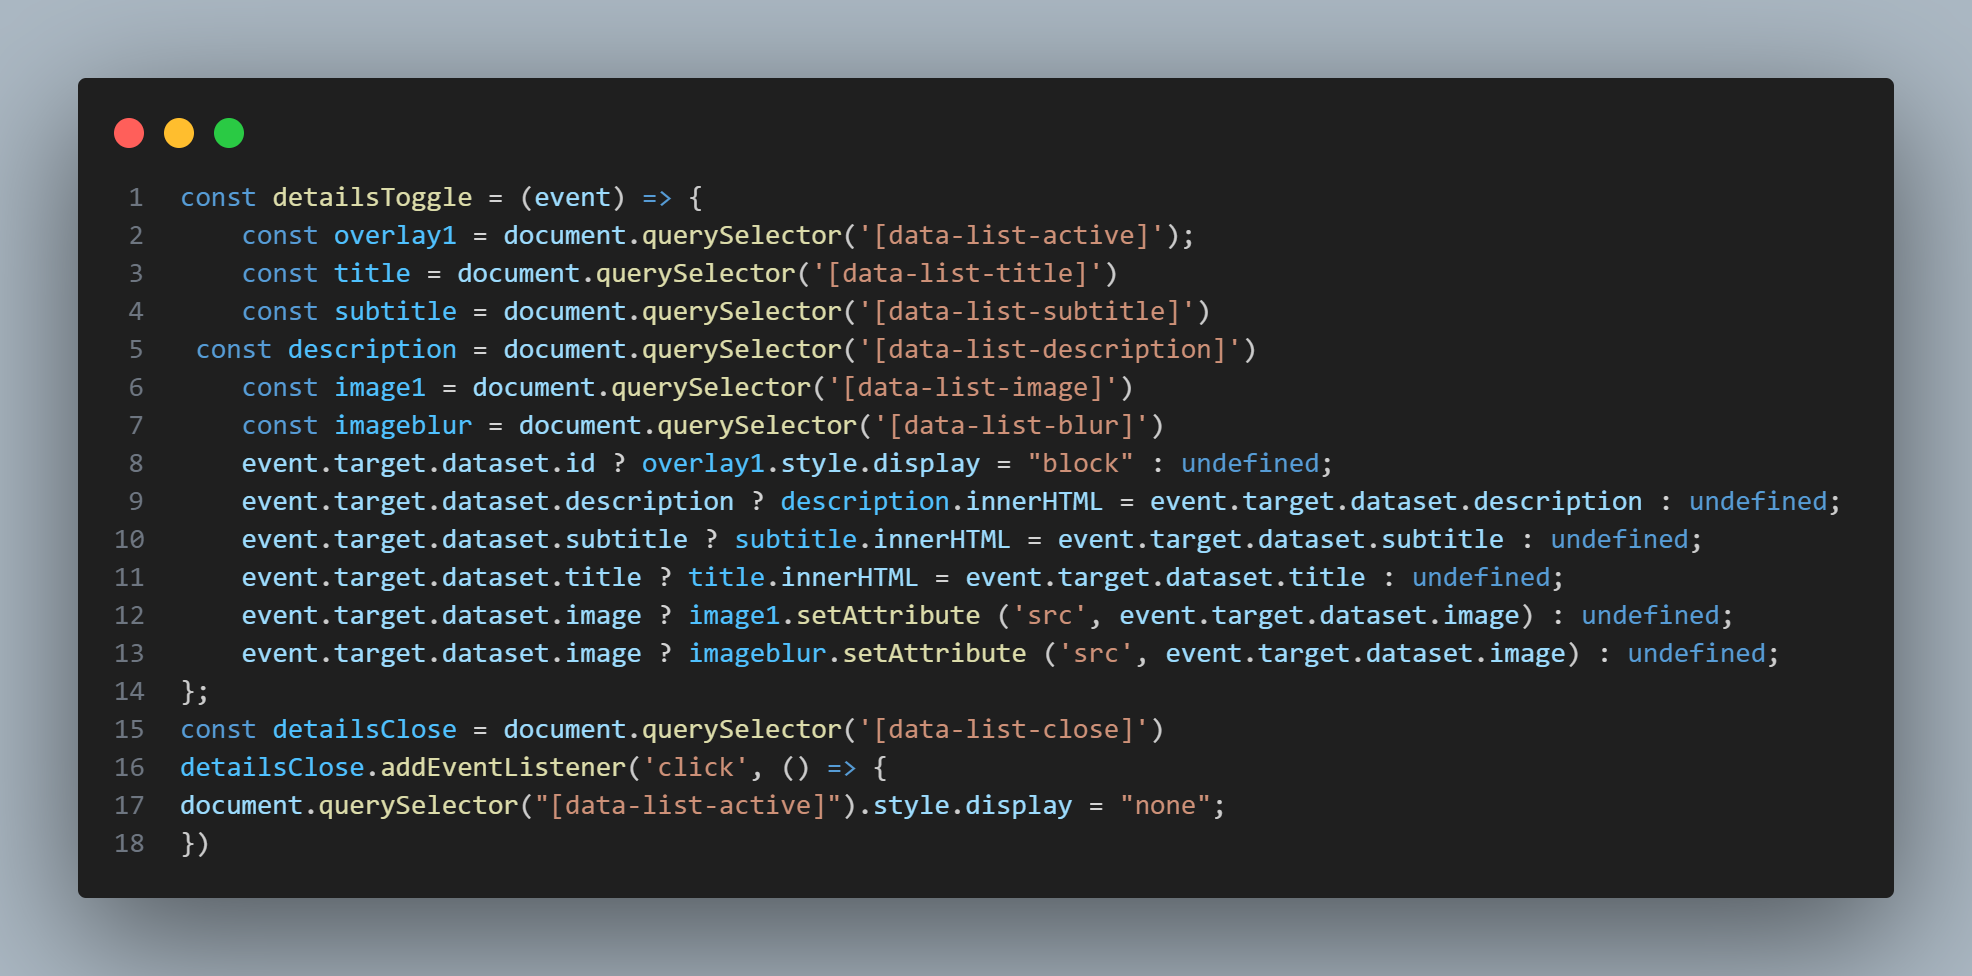 1 const detailsToggle = (event) => {
2     const overlay1 = document.querySelector('[data-list-active]');
3     const title = document.querySelector('[data-list-title]')
4     const subtitle = document.querySelector('[data-list-subtitle]')
5  const description = document.querySelector('[data-list-description]')
6     const image1 = document.querySelector('[data-list-image]')
7     const imageblur = document.querySelector('[data-list-blur]')
8     event.target.dataset.id ? overlay1.style.display = "block" : undefined;
9     event.target.dataset.description ? description.innerHTML = event.target.dataset.description : undefined;
10     event.target.dataset.subtitle ? subtitle.innerHTML = event.target.dataset.subtitle : undefined;
11     event.target.dataset.title ? title.innerHTML = event.target.dataset.title : undefined;
12     event.target.dataset.image ? image1.setAttribute ('src', event.target.dataset.image) : undefined;
13     event.target.dataset.image ? imageblur.setAttribute ('src', event.target.dataset.image) : undefined;
14 };
15 const detailsClose = document.querySelector('[data-list-close]')
16 detailsClose.addEventListener('click', () => {
17 document.querySelector("[data-list-active]").style.display = "none";
18 })